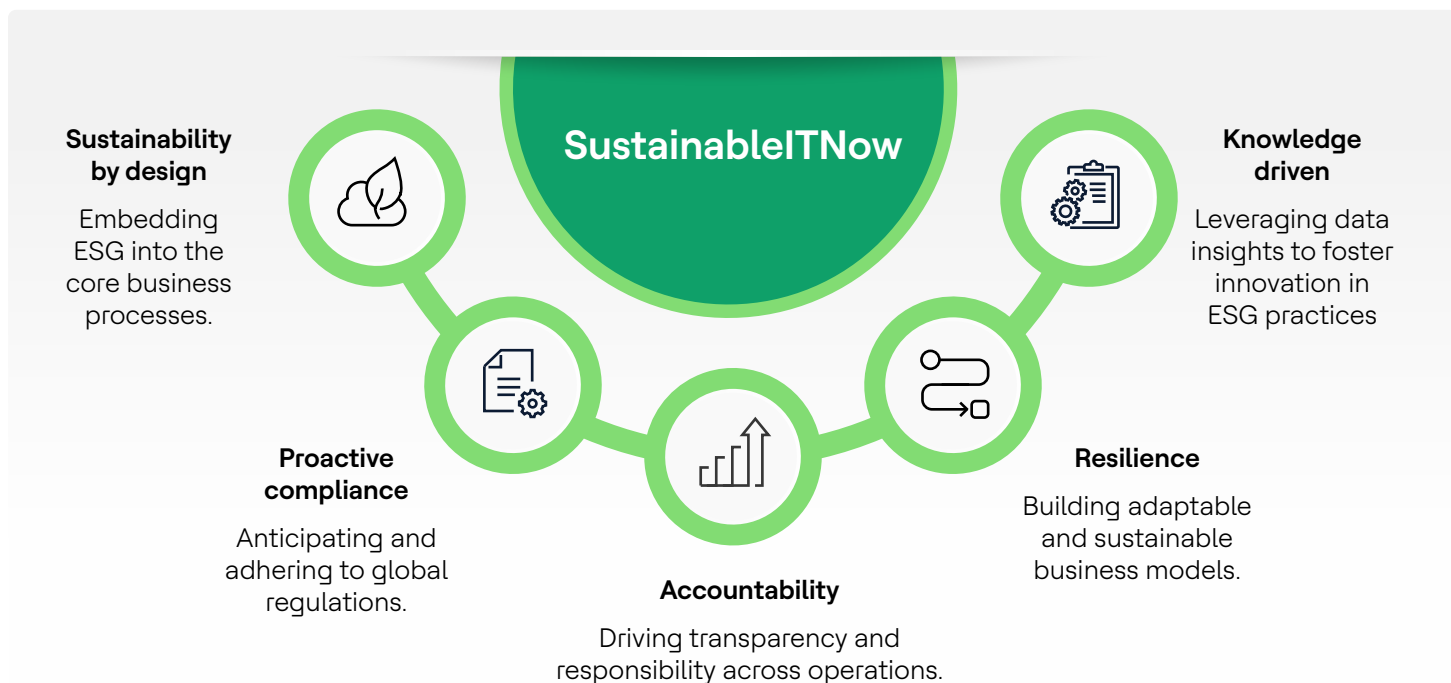 SustainableITNow
Sustainability
by design
Embedding
ESG into the
core business
processes.
Proactive
compliance
Anticipating and
adhering to global
regulations.
Accountability
Driving transparency and
responsibility across operations.
Resilience
Building adaptable
and sustainable
business models.
Knowledge
driven
Leveraging data
insights to foster
innovation in
ESG practices